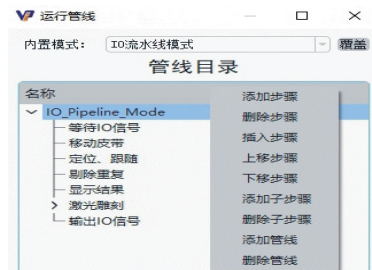 VP 运行管线
内置模式: IO流水线模式 覆盖
管线目录
名称
IO_Pipeline_Mode
等待IO信号
移动皮带
定位、跟随
剔除重复
显示结果
激光雕刻
输出IO信号
添加步骤
删除步骤
插入步骤
上移步骤
下移步骤
添加子步骤
删除子步骤
添加管线
删除管线